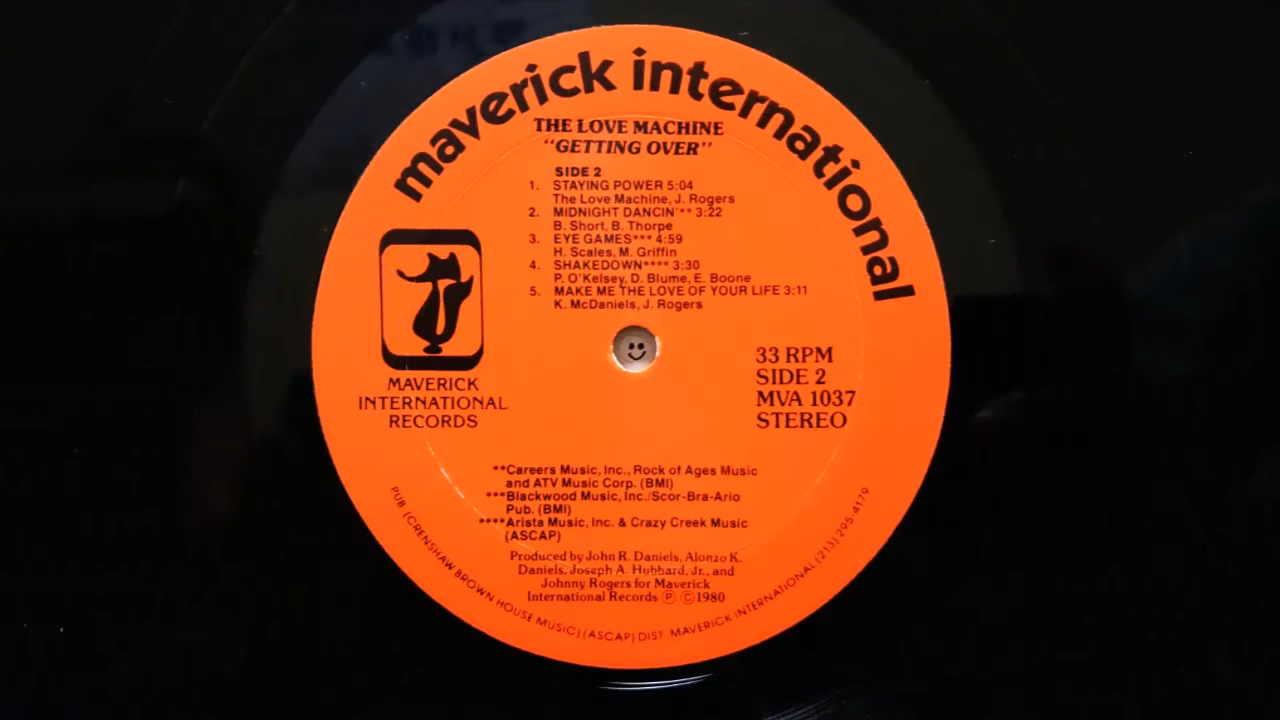 maverick international
THE LOVE MACHINE
"GETTING OVER"
SIDE 2
1. STAYING POWER 5:04
The Love Machine, J. Rogers
2. MIDNIGHT DANCIN'** 3:22
B. Short, B. Thorpe
3. EYE GAMES*** 4:59
H. Scales, M. Griffin
4. SHAKEDOWN**** 3:30
P. O'Kelsey, D. Blume, E. Boone
5. MAKE ME THE LOVE OF YOUR LIFE 3:11
K. McDaniels, J. Rogers
MAVERICK
INTERNATIONAL
RECORDS
33 RPM
SIDE 2
MVA 1037
STEREO
**Careers Music, Inc., Rock of Ages Music
and ATV Music Corp. (BMI)
***Blackwood Music, Inc./Scor-Bra-Ario
Pub. (BMI)
****Arista Music, Inc. & Crazy Creek Music
(ASCAP)
Produced by John R. Daniels, Alonzo K.
Daniels, Joseph A. Hubbard, Jr., and
Johnny Rogers for Maverick
International Records Ⓟ ©1980
PUB. (CRENSHAW BROWN HOUSE MUSIC) (ASCAP) DIST. MAVERICK INTERNATIONAL (213) 295-4179